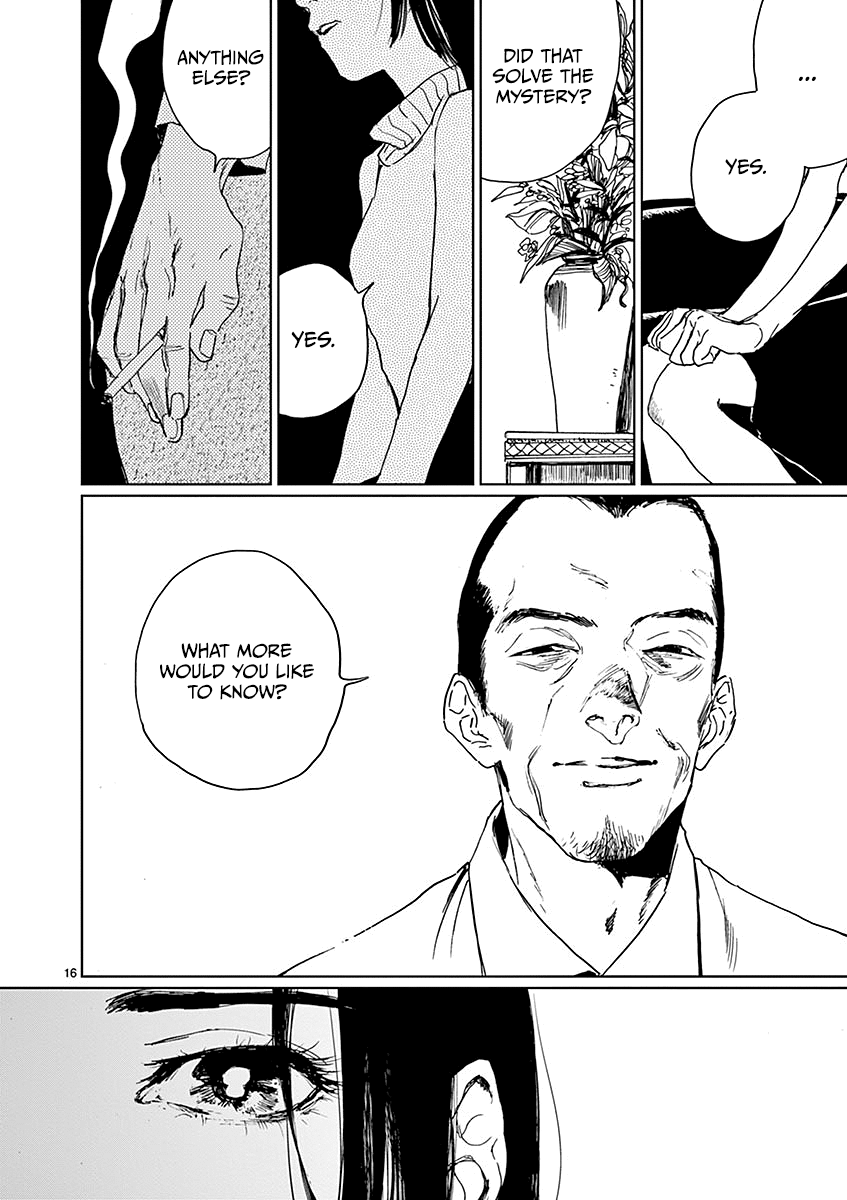 ...
YES.
DID THAT
SOLVE THE
MYSTERY?
YES.
ANYTHING
ELSE?
WHAT MORE
WOULD YOU LIKE
TO KNOW?
16